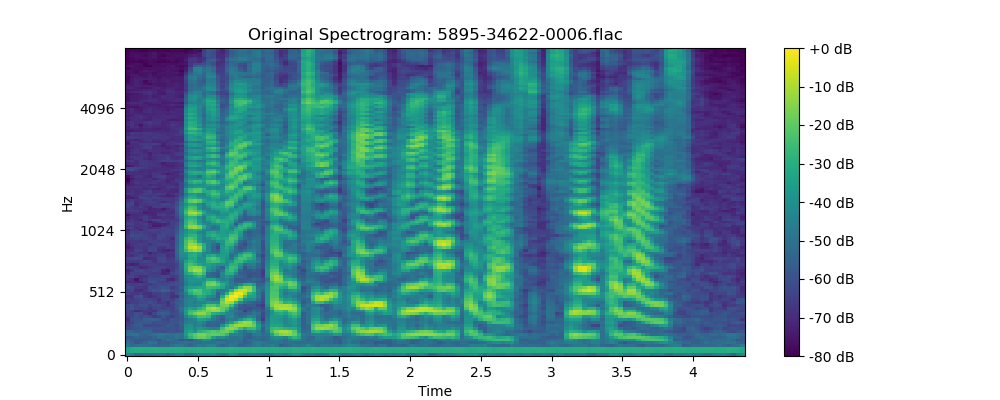 Original Spectrogram: 5895-34622-0006.flac
Hz
4096
2048
1024
512
0
0 0.5 1 1.5 2 2.5 3 3.5 4
Time
+0 dB
-10 dB
-20 dB
-30 dB
-40 dB
-50 dB
-60 dB
-70 dB
-80 dB